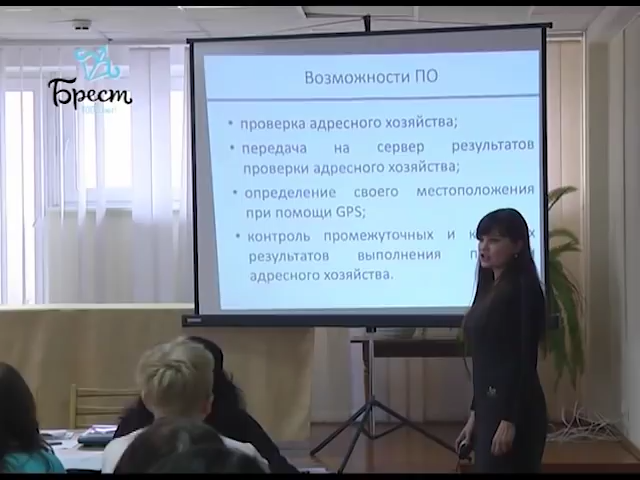 Брест
Возможности ПО
• проверка адресного хозяйства;
• передача на сервер результатов
проверки адресного хозяйства;
• определение своего местоположения
при помощи GPS;
• контроль промежуточных и
результатов выполнения
адресного хозяйства.